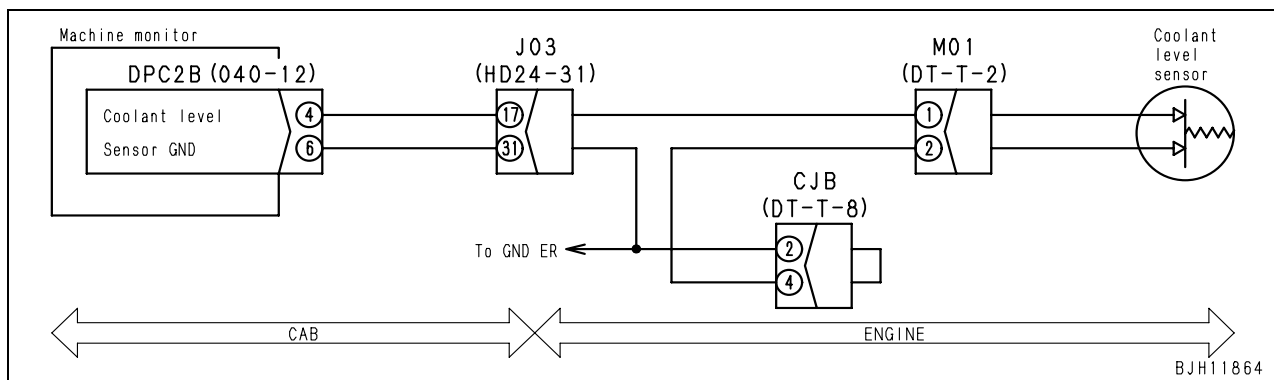 Machine monitor
DPC2B (040-12)
Coolant level
Sensor GND
4
6
J03
(HD24-31)
17
31
M01
(DT-T-2)
1
2
Coolant
level
sensor
CJB
(DT-T-8)
2
4
To GND ER
CAB
ENGINE
BJH11864